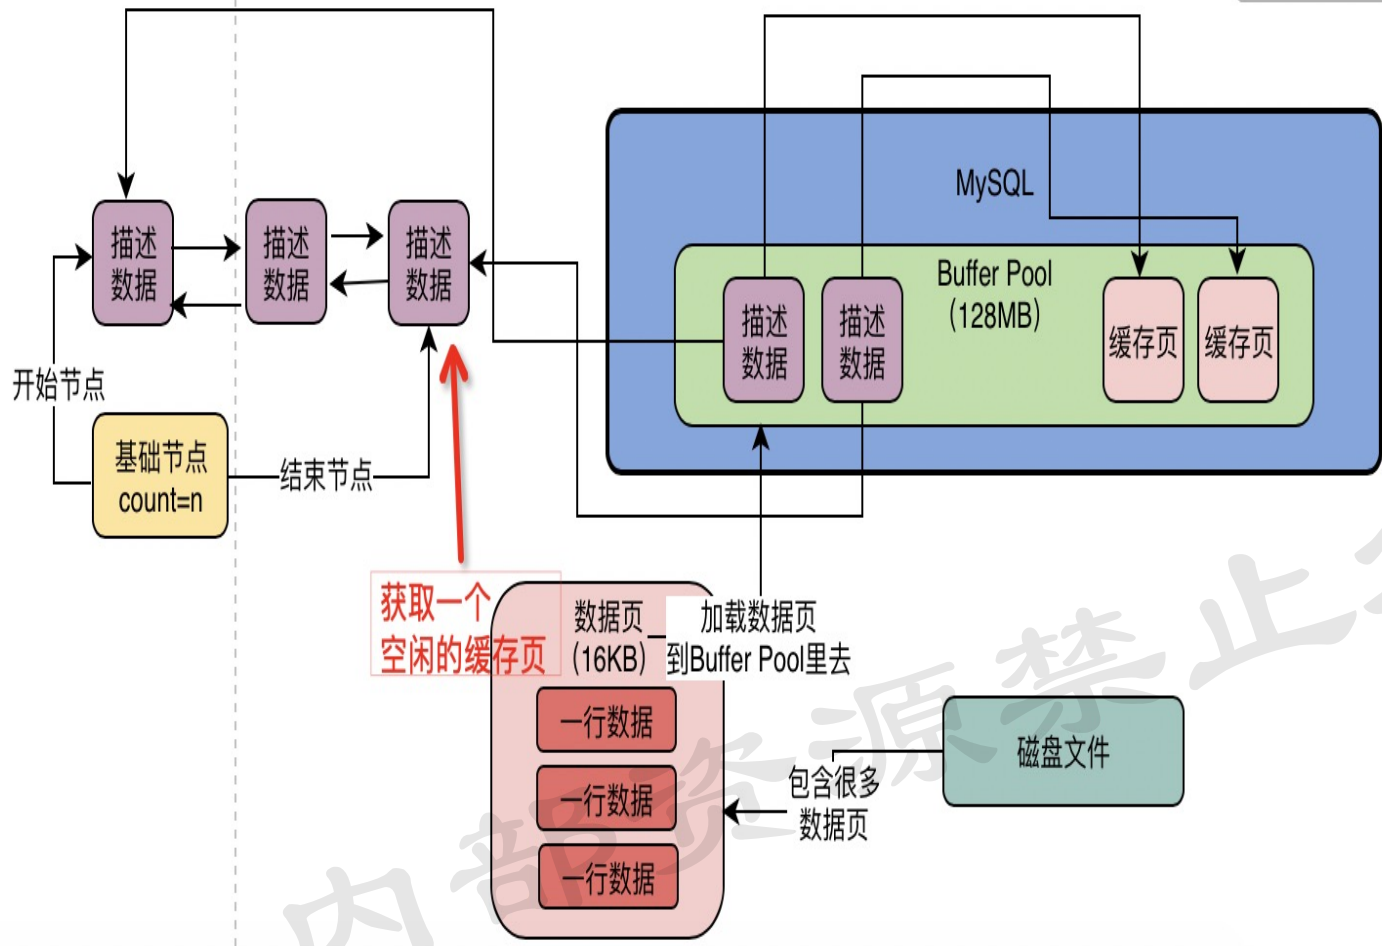 MySQL
描述
数据
描述
数据
描述
数据
Buffer Pool
(128MB)
描述
数据
描述
数据
缓存页
缓存页
开始节点
基础节点
count=n
结束节点
获取一个
空闲的缓存页
数据页
(16KB)
加载数据页
到Buffer Pool里去
一行数据
一行数据
一行数据
磁盘文件
包含很多
数据页
内部资源禁止